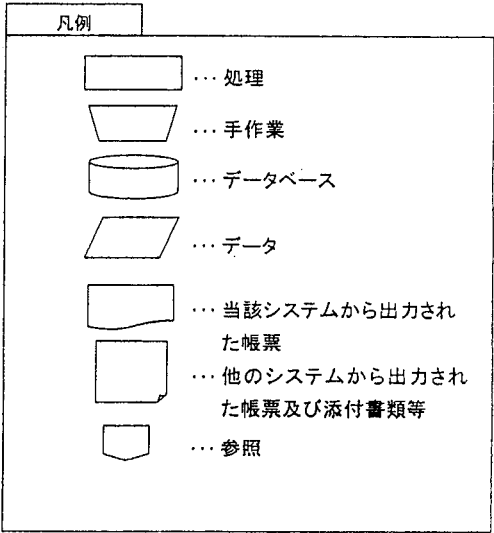 凡例
… 処理
… 手作業
… データベース
… データ
… 当該システムから出力され
た帳票
… 他のシステムから出力され
た帳票及び添付書類等
… 参照